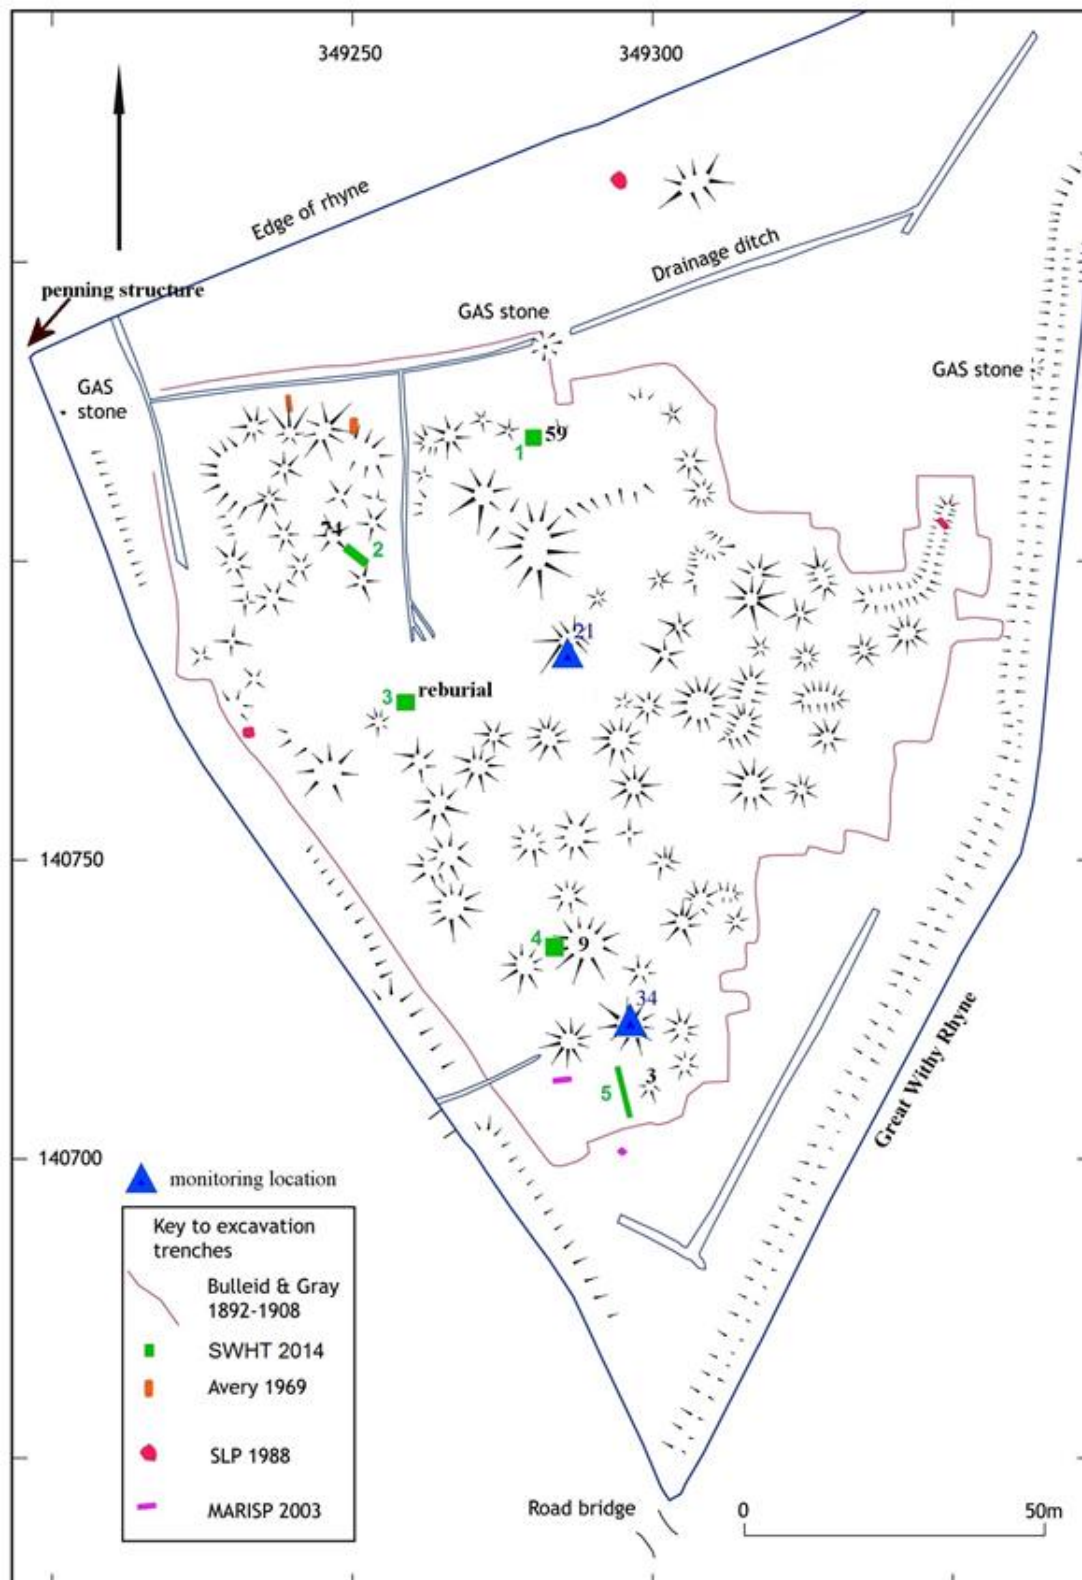 349250
349300
Edge of rhyne
Drainage ditch
penning structure
GAS stone
GAS stone
GAS
stone
59
1
74
2
21
3
reburial
140750
4
9
34
3
5
Great Withy Rhyne
140700
monitoring location
Key to excavation
trenches
Bulleid & Gray
1892-1908
SWHT 2014
Avery 1969
SLP 1988
MARISP 2003
Road bridge
0
50m